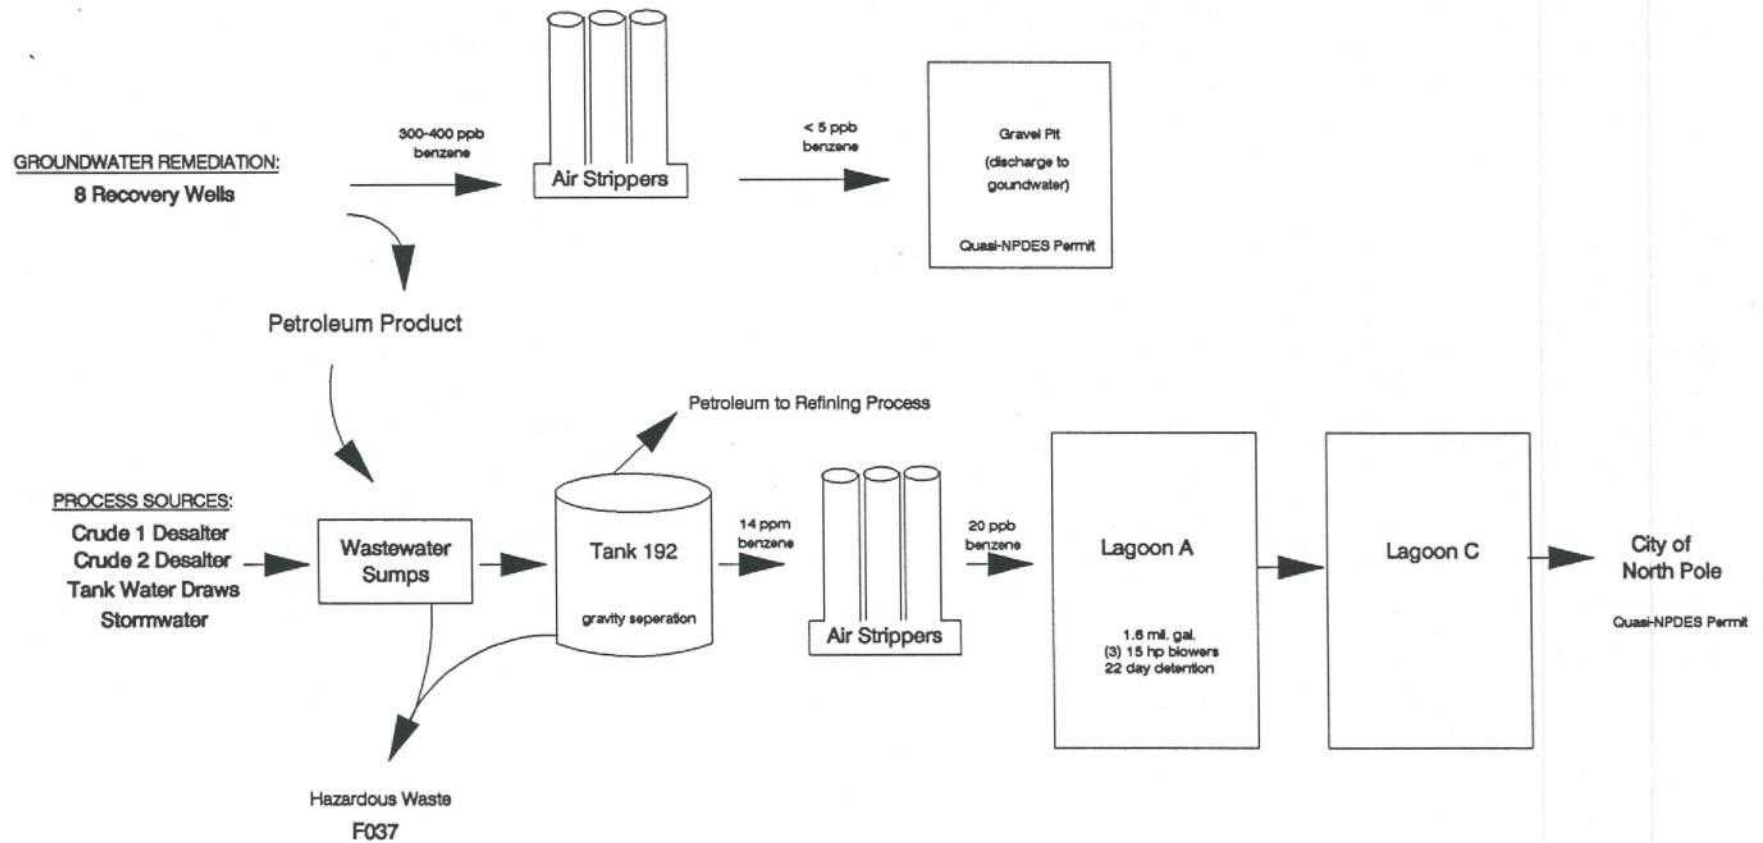 300-400 ppb
benzene
< 5 ppb
benzene
GROUNDWATER REMEDIATION:
8 Recovery Wells
Air Strippers
Gravel Pit
(discharge to
goundwater)
Quasi-NPDES Permit
Petroleum Product
Petroleum to Refining Process
PROCESS SOURCES:
Crude 1 Desalter
Crude 2 Desalter
Tank Water Draws
Stormwater
Wastewater
Sumps
Tank 192
gravity seperation
14 ppm
benzene
Air Strippers
20 ppb
benzene
Lagoon A
1.6 mil. gal.
(3) 15 hp blowers
22 day detention
Lagoon C
City of
North Pole
Quasi-NPDES Permit
Hazardous Waste
F037